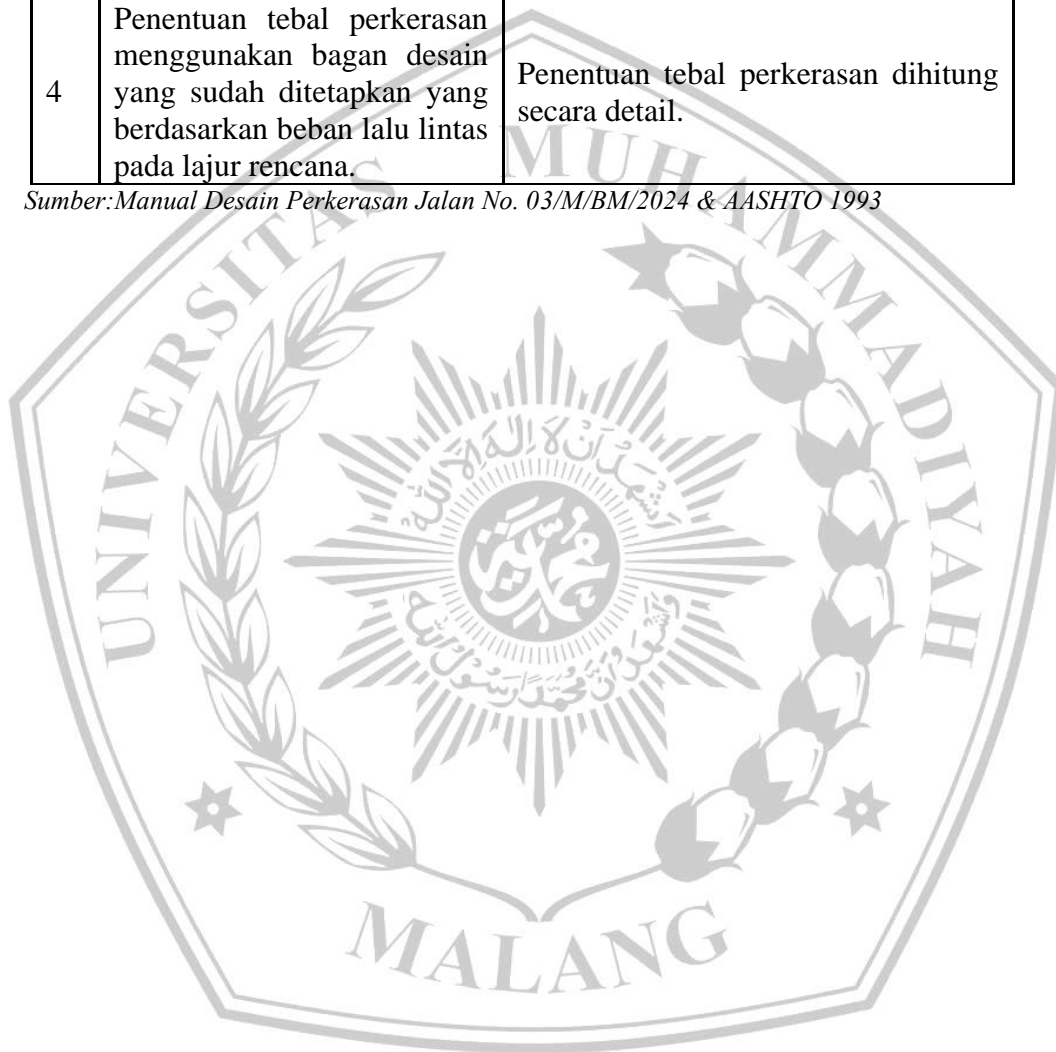 Penentuan tebal perkerasan
menggunakan bagan desain
4 yang sudah ditetapkan yang
berdasarkan beban lalu lintas
pada lajur rencana.
Penentuan tebal perkerasan dihitung
secara detail.
Sumber:Manual Desain Perkerasan Jalan No. 03/M/BM/2024 & AASHTO 1993
UNIVERSITAS MUHAMMADIYAH
MALANG